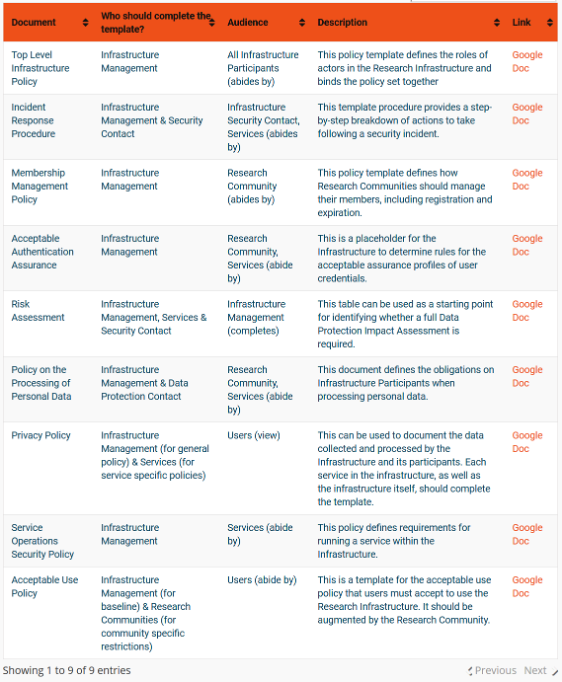 Document
Who should complete the
template?
Audience
Description
Link
Top Level
Infrastructure
Policy
Infrastructure
Management
All Infrastructure
Participants
(abides by)
This policy template defines the roles of
actors in the Research Infrastructure and
binds the policy set together
Google
Doc
Incident
Response
Procedure
Infrastructure
Management & Security
Contact
Infrastructure
Security Contact,
Services (abides
by)
This template procedure provides a step-
by-step breakdown of actions to take
following a security incident.
Google
Doc
Membership
Management
Policy
Infrastructure
Management
Research
Community
(abides by)
This policy template defines how
Research Communities should manage
their members, including registration and
expiration.
Google
Doc
Acceptable
Authentication
Assurance
Infrastructure
Management
Research
Community,
Services (abide
by)
This is a placeholder for the
Infrastructure to determine rules for the
acceptable assurance profiles of user
credentials.
Google
Doc
Risk
Assessment
Infrastructure
Management, Services &
Security Contact
Infrastructure
Management
(completes)
This table can be used as a starting point
for identifying whether a full Data
Protection Impact Assessment is
required.
Google
Doc
Policy on the
Processing of
Personal Data
Infrastructure
Management & Data
Protection Contact
Research
Community,
Services (abide
by)
This document defines the obligations on
Infrastructure Participants when
processing personal data.
Google
Doc
Privacy Policy
Infrastructure
Management (for general
policy) & Services (for
service specific policies)
Users (view)
This can be used to document the data
collected and processed by the
Infrastructure and its participants. Each
service in the infrastructure, as well as
the infrastructure itself, should complete
the template.
Google
Doc
Service
Operations
Security Policy
Infrastructure
Management
Services (abide
by)
This policy defines requirements for
running a service within the
Infrastructure.
Google
Doc
Acceptable Use
Policy
Infrastructure
Management (for
baseline) & Research
Communities (for
community specific
restrictions)
Users (abide by)
This is a template for the acceptable use
policy that users must accept to use the
Research Infrastructure. It should be
augmented by the Research Community.
Google
Doc
Showing 1 to 9 of 9 entries
Previous Next